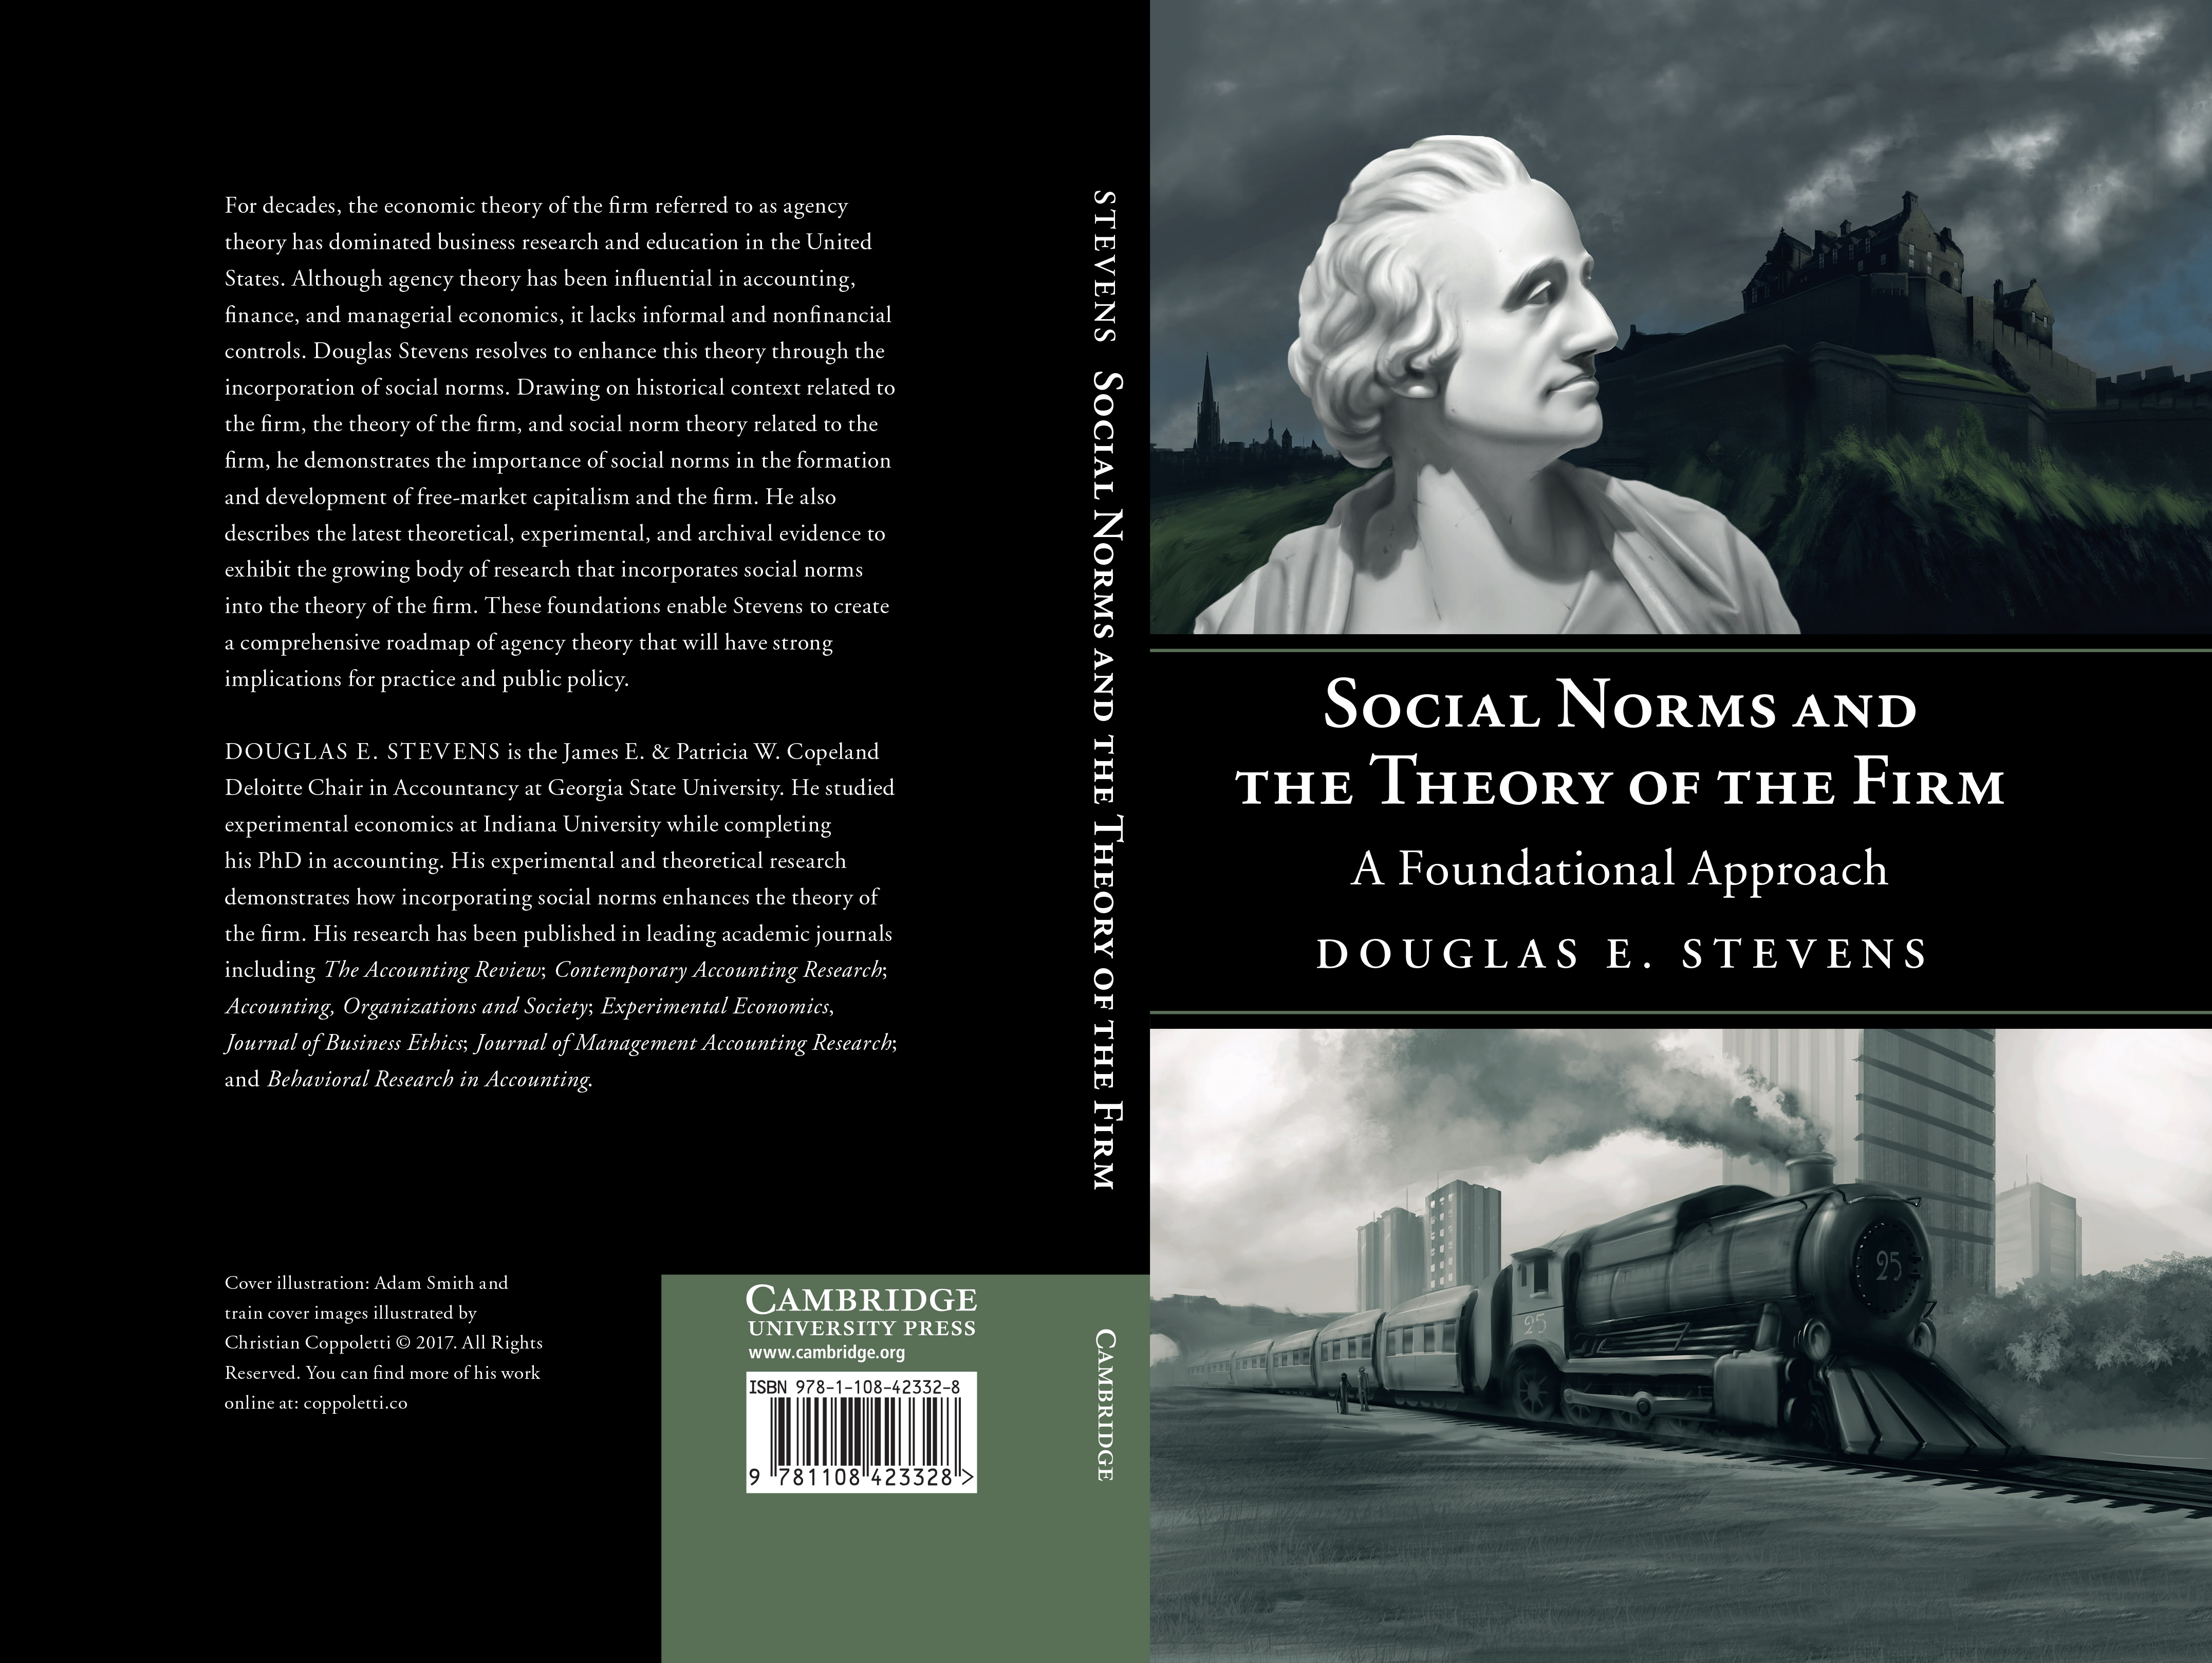 For decades, the economic theory of the firm referred to as agency
theory has dominated business research and education in the United
States. Although agency theory has been influential in accounting,
finance, and managerial economics, it lacks informal and nonfinancial
controls. Douglas Stevens resolves to enhance this theory through the
incorporation of social norms. Drawing on historical context related to
the firm, the theory of the firm, and social norm theory related to the
firm, he demonstrates the importance of social norms in the formation
and development of free-market capitalism and the firm. He also
describes the latest theoretical, experimental, and archival evidence to
exhibit the growing body of research that incorporates social norms
into the theory of the firm. These foundations enable Stevens to create
a comprehensive roadmap of agency theory that will have strong
implications for practice and public policy.
DOUGLAS E. STEVENS is the James E. & Patricia W. Copeland
Deloitte Chair in Accountancy at Georgia State University. He studied
experimental economics at Indiana University while completing
his PhD in accounting. His experimental and theoretical research
demonstrates how incorporating social norms enhances the theory of
the firm. His research has been published in leading academic journals
including The Accounting Review; Contemporary Accounting Research;
Accounting, Organizations and Society; Experimental Economics,
Journal of Business Ethics; Journal of Management Accounting Research;
and Behavioral Research in Accounting.
Cover illustration: Adam Smith and
train cover images illustrated by
Christian Coppoletti © 2017. All Rights
Reserved. You can find more of his work
online at: coppoletti.co
CAMBRIDGE
UNIVERSITY PRESS
www.cambridge.org
ISBN 978-1-108-42332-8
9 781108 423328 >
STEVENS SOCIAL NORMS AND THE THEORY OF THE FIRM CAMBRIDGE
SOCIAL NORMS AND
THE THEORY OF THE FIRM
A Foundational Approach
DOUGLAS E. STEVENS
25
25